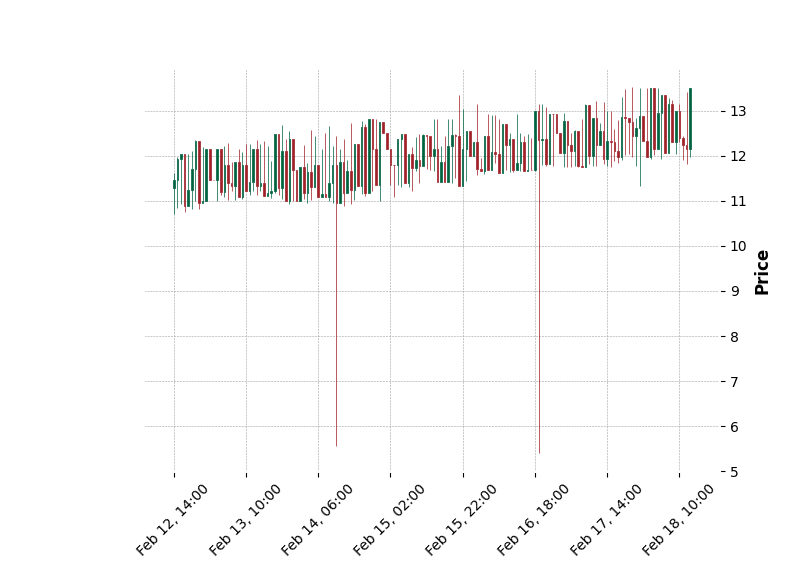 13
12
11
10
9
8
7
6
5
Price
Feb 12, 14:00
Feb 13, 10:00
Feb 14, 06:00
Feb 15, 02:00
Feb 15, 22:00
Feb 16, 18:00
Feb 17, 14:00
Feb 18, 10:00